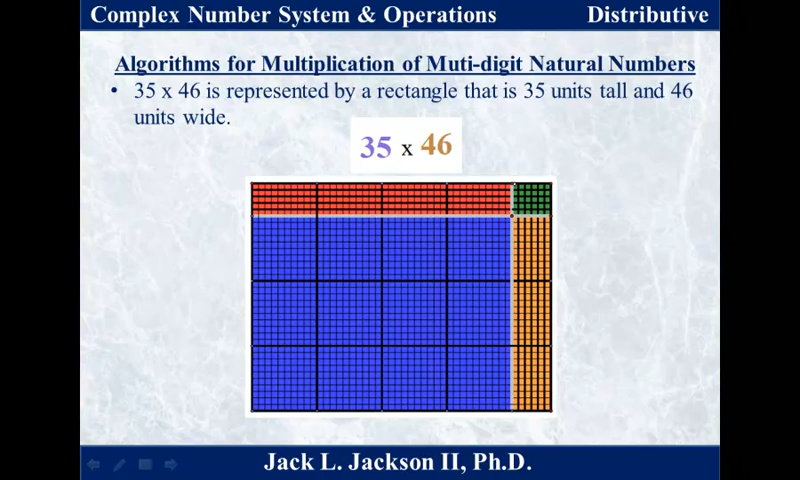 Complex Number System & Operations Distributive
Algorithms for Multiplication of Muti-digit Natural Numbers
• 35 x 46 is represented by a rectangle that is 35 units tall and 46
units wide.
35 x 46
Jack L. Jackson II, Ph.D.